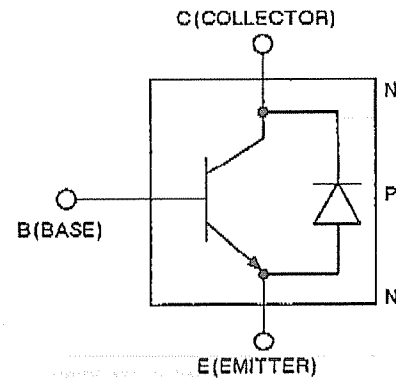 C(COLLECTOR)
N
P
B(BASE)
N
E(EMITTER)